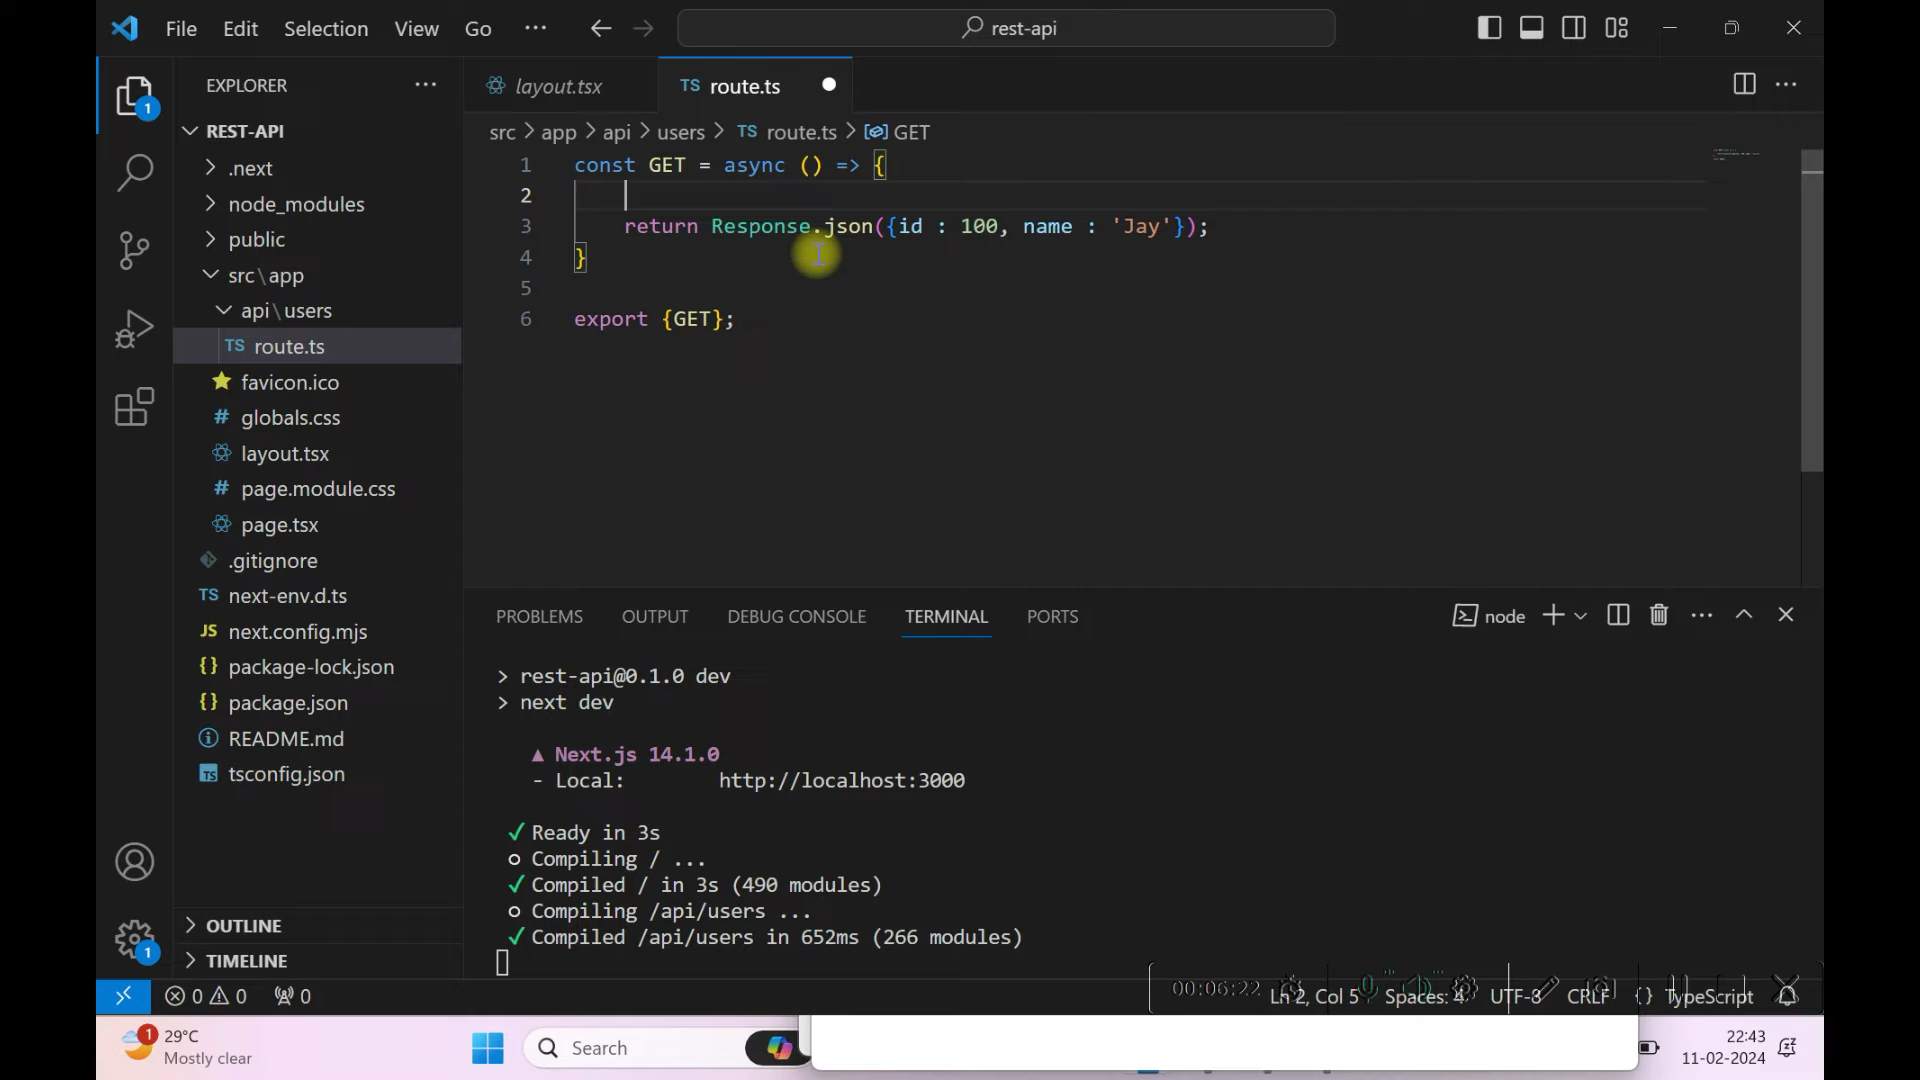 File Edit Selection View Go ··· rest-api
EXPLORER ···
layout.tsx TS route.ts
REST-API
src > app > api > users > TS route.ts > GET
.next
node_modules
public
src\app
api\users
TS route.ts
favicon.ico
# globals.css
layout.tsx
# page.module.css
page.tsx
.gitignore
TS next-env.d.ts
JS next.config.mjs
{} package-lock.json
{} package.json
README.md
TS tsconfig.json
OUTLINE
TIMELINE
1 const GET = async () => {
2
3 return Response.json({id : 100, name : 'Jay'});
4 }
5
6 export {GET};
PROBLEMS OUTPUT DEBUG CONSOLE TERMINAL PORTS node
> rest-api@0.1.0 dev
> next dev
▲ Next.js 14.1.0
- Local: http://localhost:3000
✓ Ready in 3s
○ Compiling / ...
✓ Compiled / in 3s (490 modules)
○ Compiling /api/users ...
✓ Compiled /api/users in 652ms (266 modules)
1
1
0 0 0 00:06:22 Ln 2, Col 5 Spaces: 4 UTF-8 CRLF {} TypeScript
1 29°C
Mostly clear
Search
22:43
11-02-2024